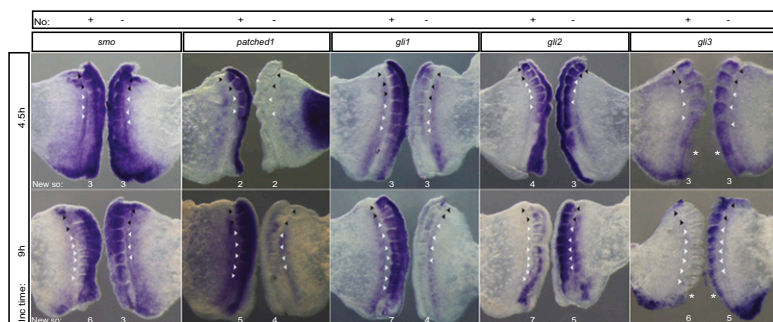 No: + - + - + - + - + -
smo patched1 gli1 gli2 gli3
4.5h
New so: 3 3 2 2 3 3 4 3 3 3
9h
Inc time:
New so: 6 3 5 4 7 4 7 5 6 5